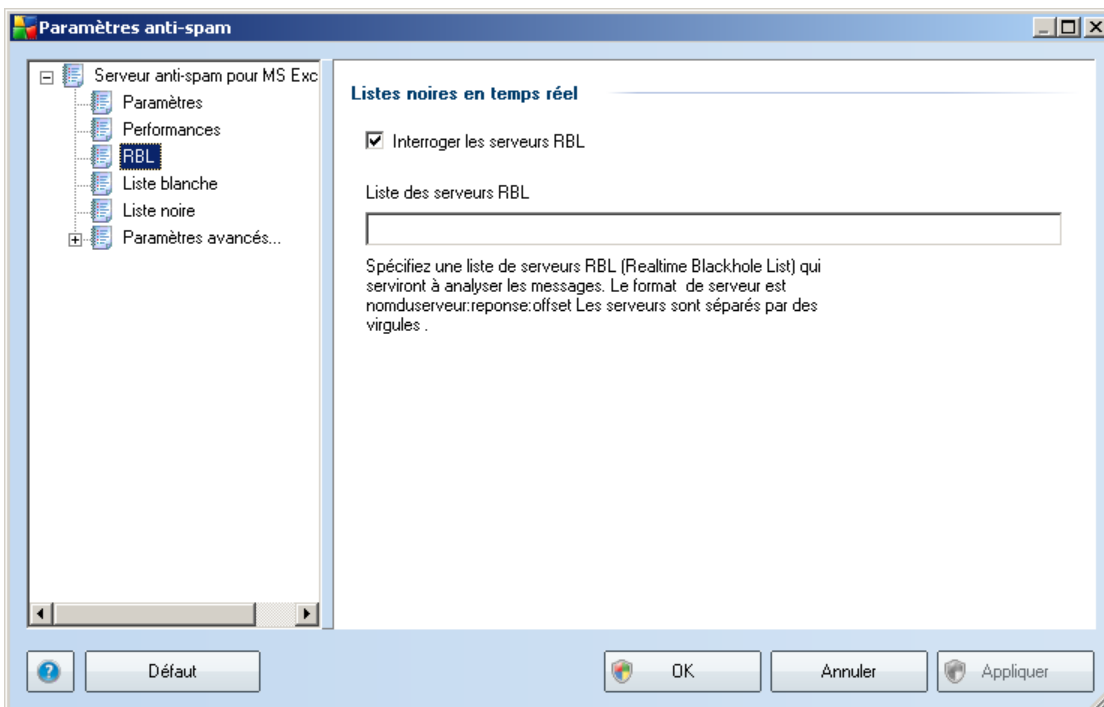 Paramètres anti-spam
Serveur anti-spam pour MS Exc
Paramètres
Performances
RBL
Liste blanche
Liste noire
Paramètres avancés...
Listes noires en temps réel
Interroger les serveurs RBL
Liste des serveurs RBL
Spécifiez une liste de serveurs RBL (Realtime Blackhole List) qui
serviront à analyser les messages. Le format  de serveur est
nomduserveur:reponse:offset Les serveurs sont séparés par des
virgules .
? Défaut OK Annuler Appliquer